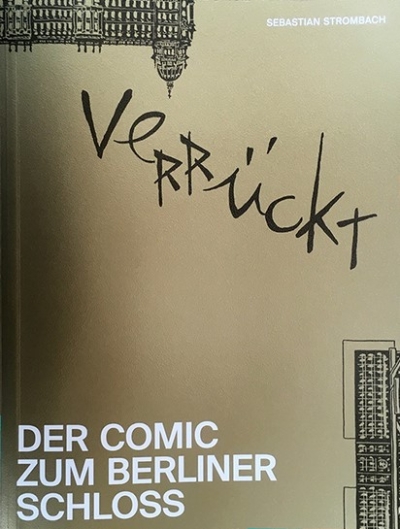 SEBASTIAN STROMBACH
VERRÜCKT
DER COMIC
ZUM BERLINER
SCHLOSS